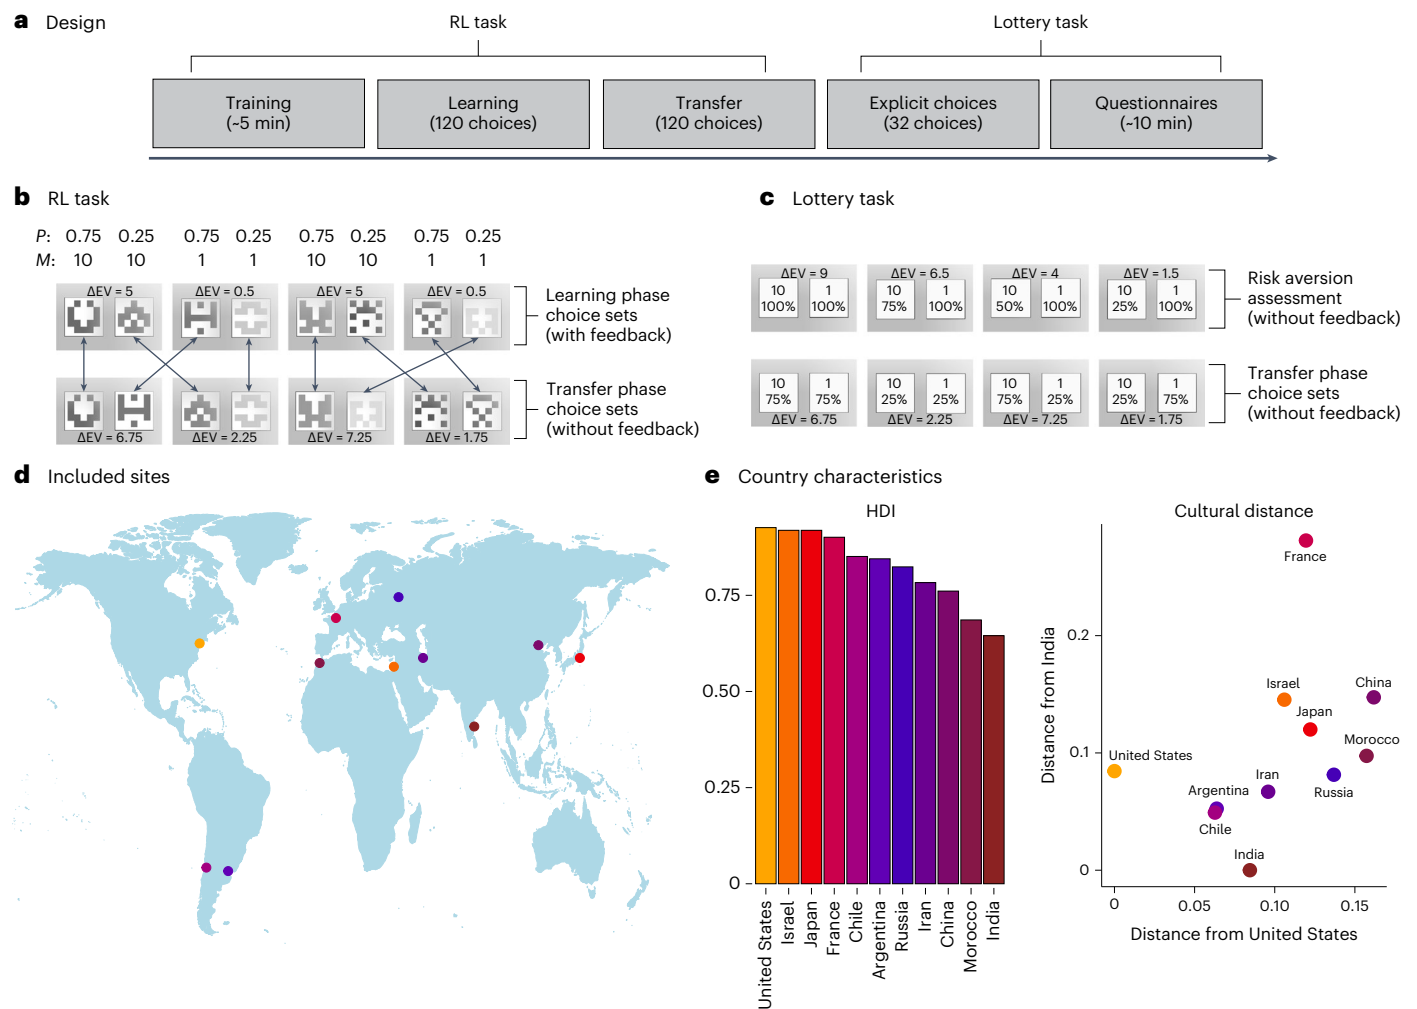 a Design
RL task
Lottery task
Training
(~5 min)
Learning
(120 choices)
Transfer
(120 choices)
Explicit choices
(32 choices)
Questionnaires
(~10 min)
b RL task
P: 0.75 0.25 0.75 0.25 0.75 0.25 0.75 0.25
M: 10 10 1 1 10 10 1 1
ΔEV = 5 ΔEV = 0.5 ΔEV = 5 ΔEV = 0.5
Learning phase
choice sets
(with feedback)
Transfer phase
choice sets
(without feedback)
ΔEV = 6.75 ΔEV = 2.25 ΔEV = 7.25 ΔEV = 1.75
c Lottery task
ΔEV = 9 ΔEV = 6.5 ΔEV = 4 ΔEV = 1.5
10 1 10 1 10 1 10 1
100% 100% 75% 100% 50% 100% 25% 100%
Risk aversion
assessment
(without feedback)
10 1 10 1 10 1 10 1
75% 75% 25% 25% 75% 25% 25% 75%
ΔEV = 6.75 ΔEV = 2.25 ΔEV = 7.25 ΔEV = 1.75
Transfer phase
choice sets
(without feedback)
d Included sites
e Country characteristics
HDI
0.75
0.50
0.25
0
United States
Israel
Japan
France
Chile
Argentina
Russia
Iran
China
Morocco
India
Cultural distance
Distance from India
0.2
0.1
0
France
Israel
China
Japan
Morocco
United States
Iran
Argentina
Russia
Chile
India
0 0.05 0.10 0.15
Distance from United States